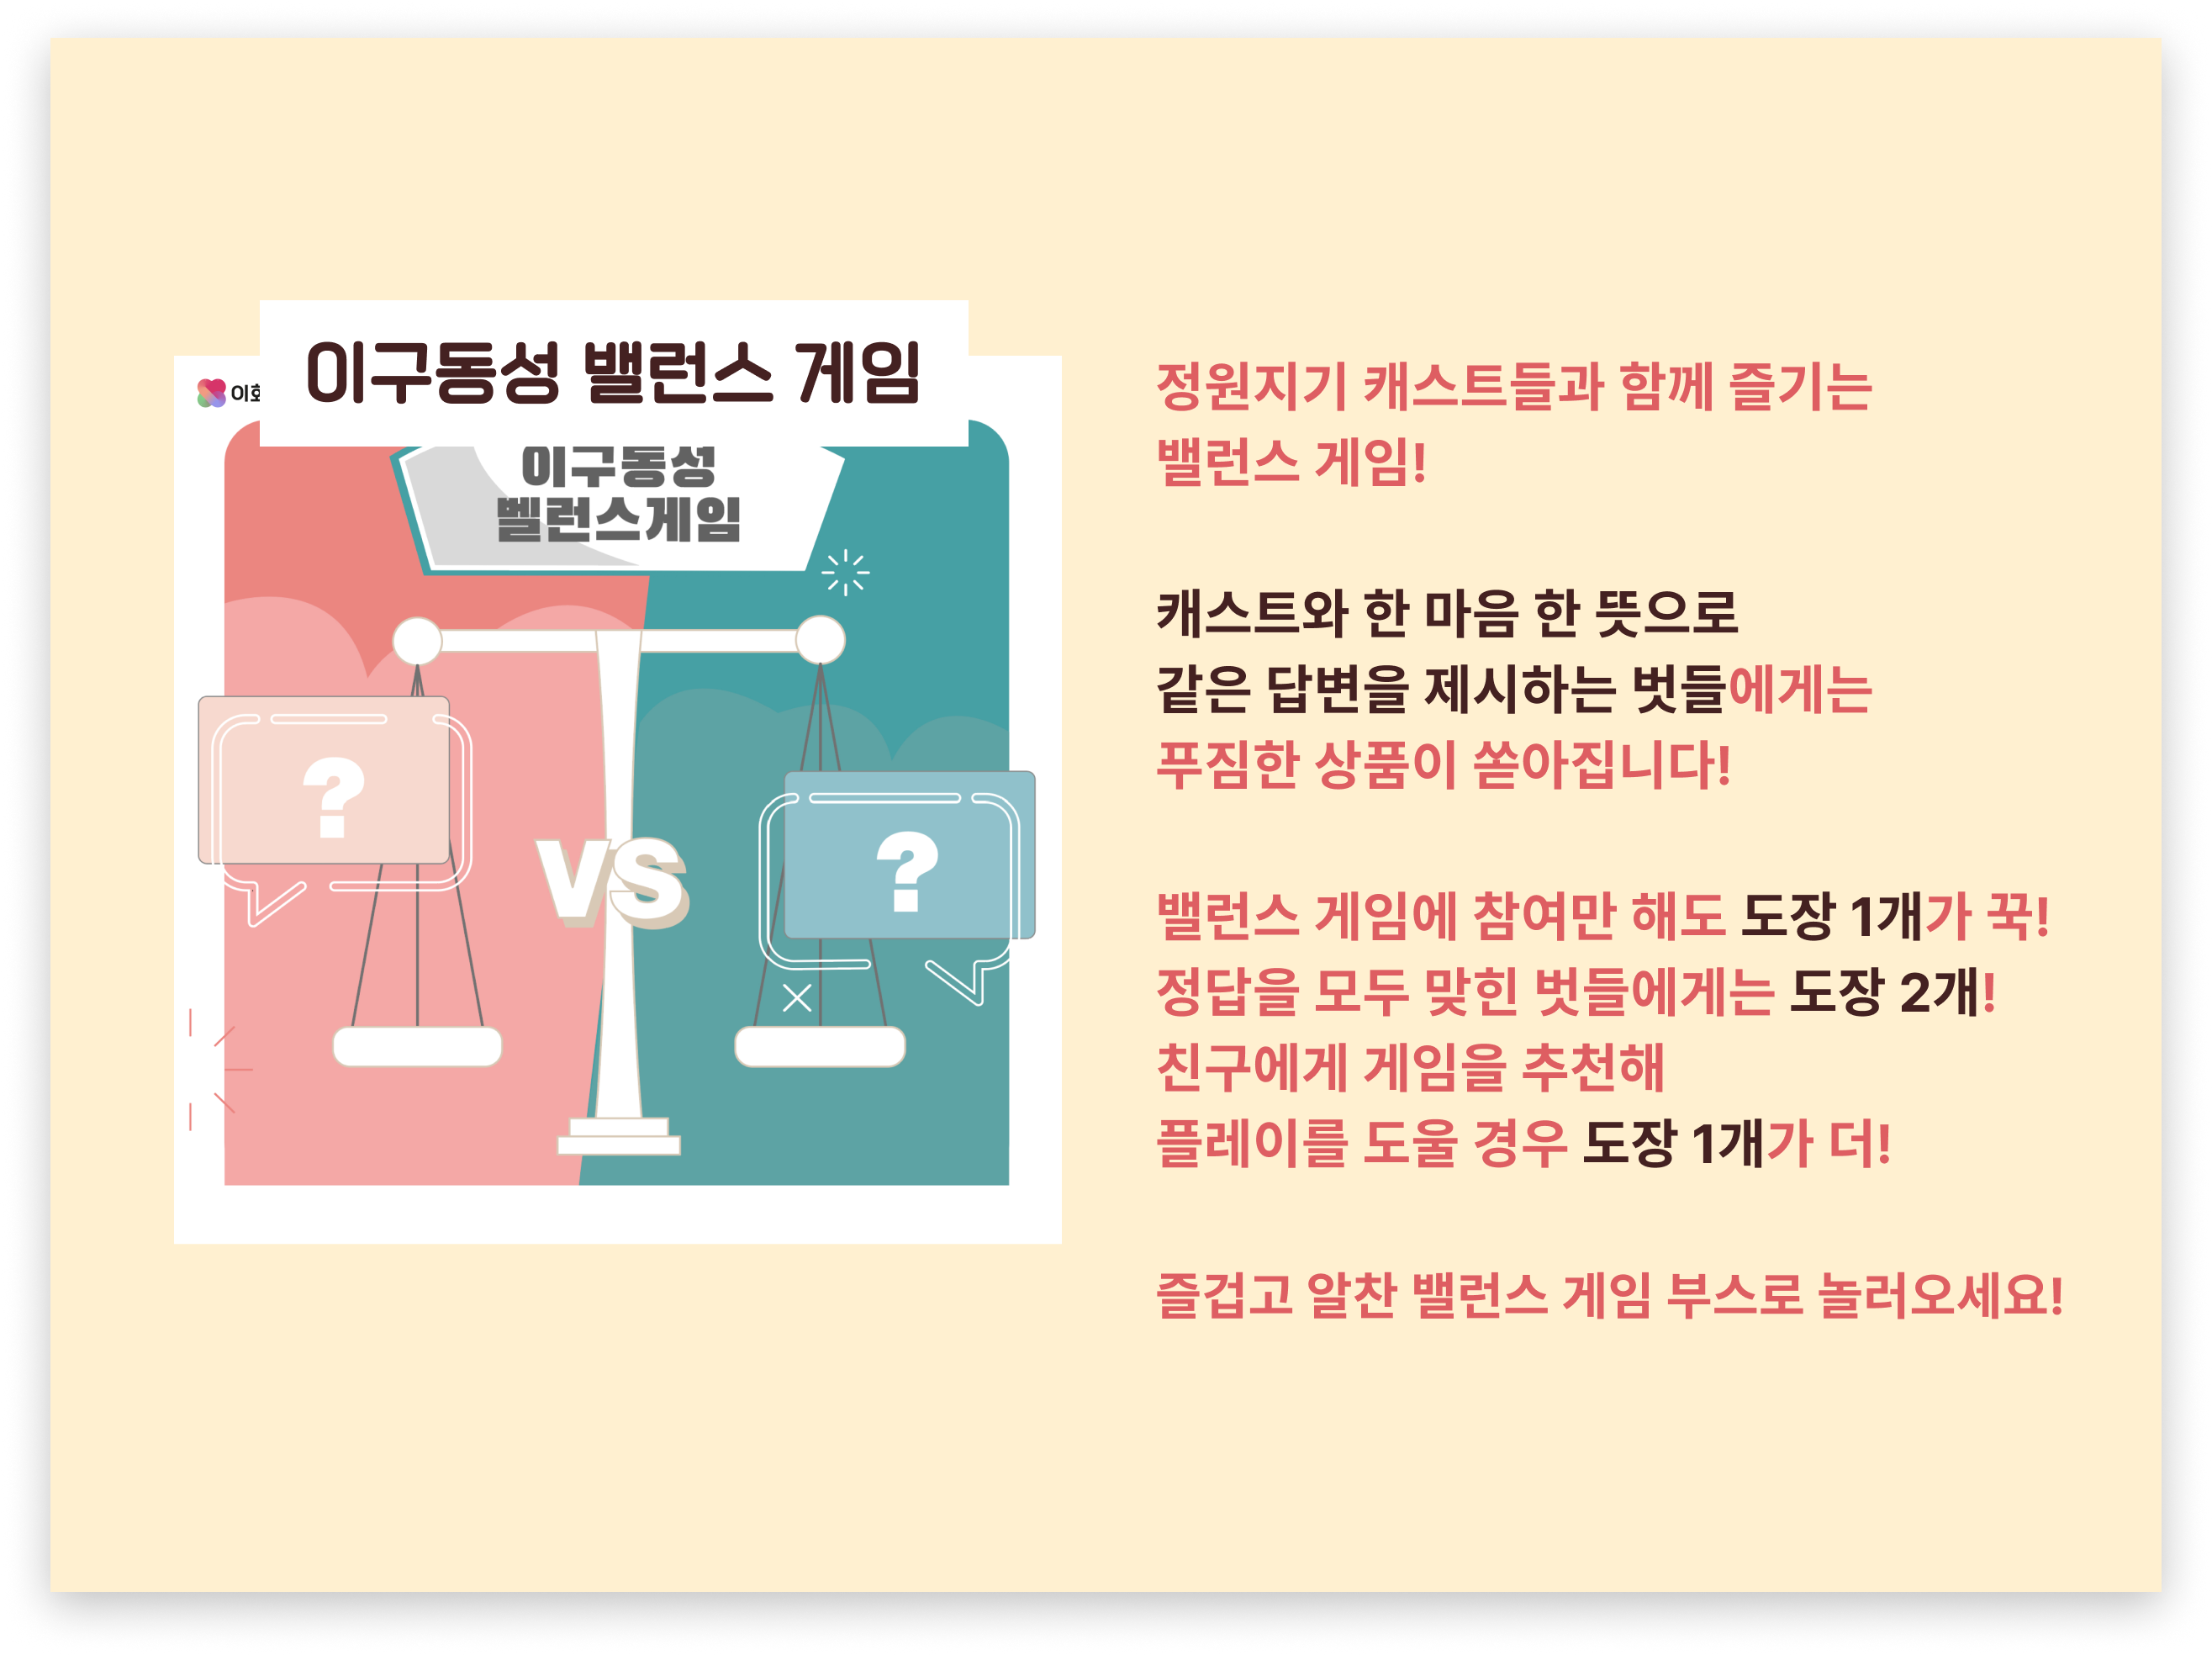 이구동성 밸런스 게임
이구동성
벨런스게임
?
VS
?
정원지기 캐스트들과 함께 즐기는
밸런스 게임!
캐스트와 한 마음 한 뜻으로
같은 답변을 제시하는 벗들에게는
푸짐한 상품이 쏟아집니다!
밸런스 게임에 참여만 해도 도장 1개가 꾹!
정답을 모두 맞힌 벗들에게는 도장 2개!
친구에게 게임을 추천해
플레이를 도울 경우 도장 1개가 더!
즐겁고 알찬 밸런스 게임 부스로 놀러오세요!